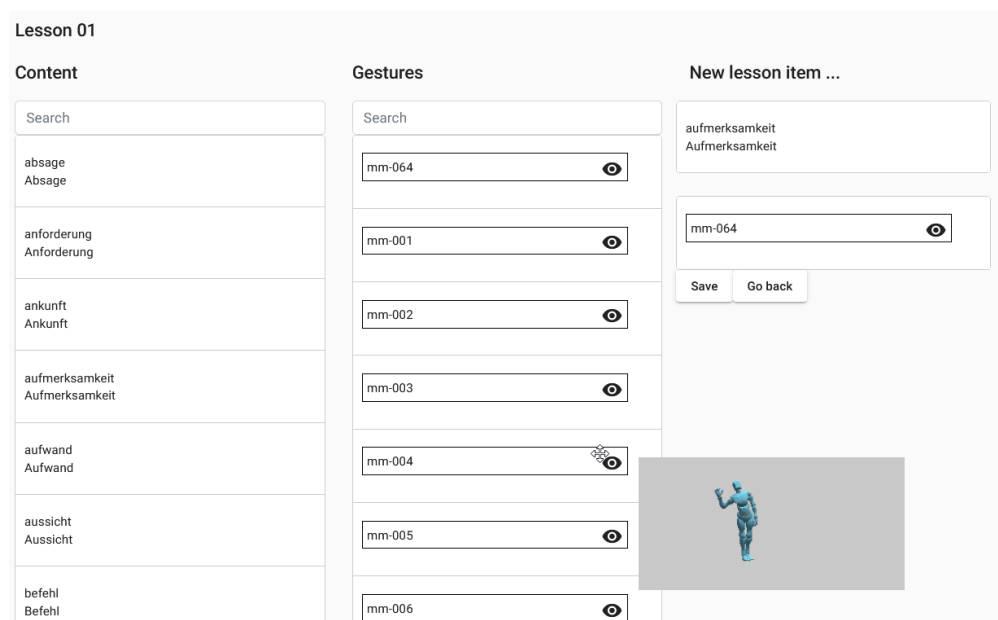 Lesson 01
Content
Search
absage
Absage
anforderung
Anforderung
ankunft
Ankunft
aufmerksamkeit
Aufmerksamkeit
aufwand
Aufwand
aussicht
Aussicht
befehl
Befehl
Gestures
Search
mm-064
mm-001
mm-002
mm-003
mm-004
mm-005
mm-006
New lesson item ...
aufmerksamkeit
Aufmerksamkeit
mm-064
Save
Go back